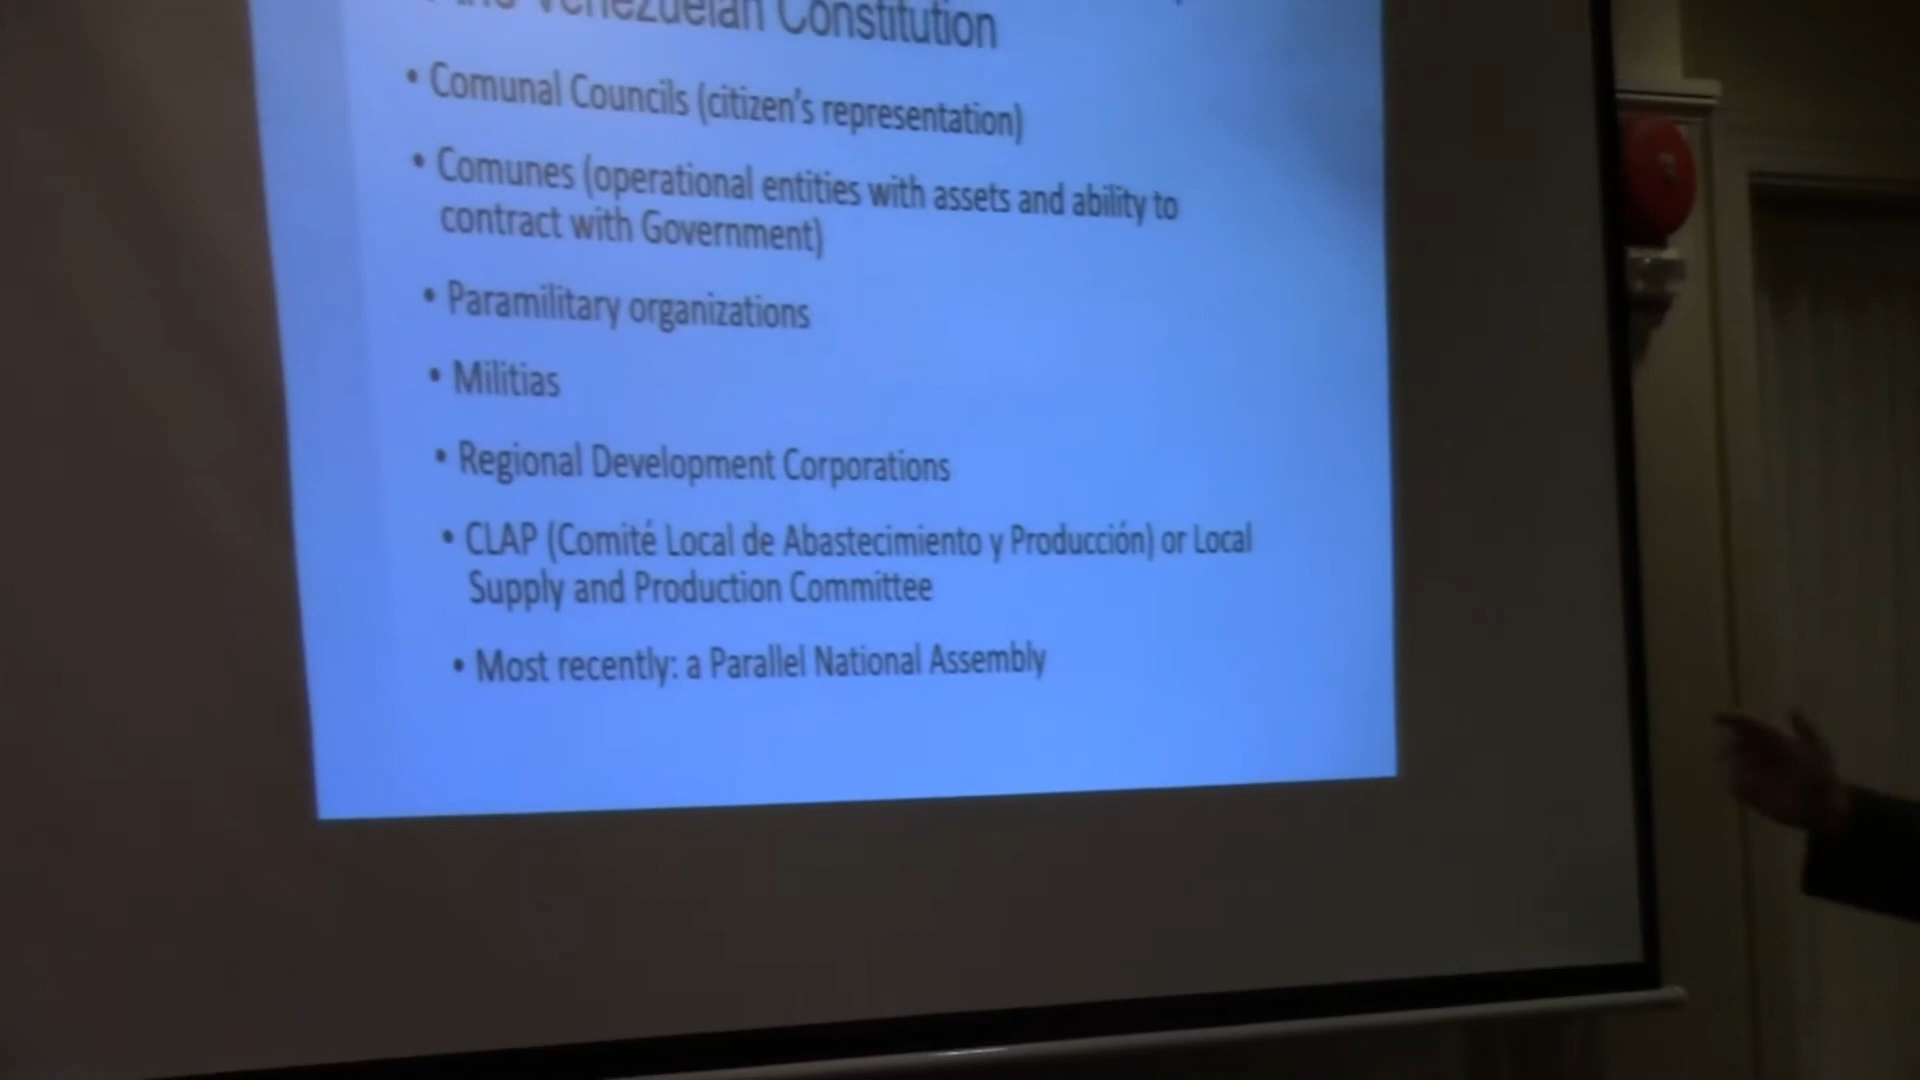 the Venezuelan Constitution
• Comunal Councils (citizen's representation)
• Comunes (operational entities with assets and ability to
contract with Government)
• Paramilitary organizations
• Militias
• Regional Development Corporations
• CLAP (Comité Local de Abastecimiento y Producción) or Local
Supply and Production Committee
• Most recently: a Parallel National Assembly